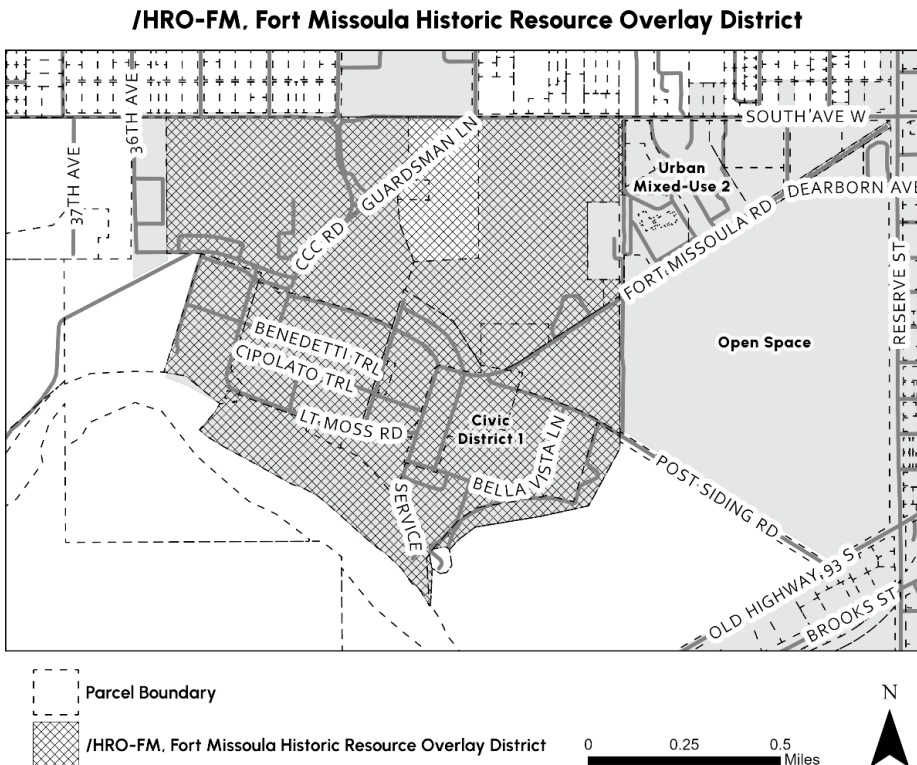 /HRO-FM, Fort Missoula Historic Resource Overlay District
37TH AVE
36TH AVE
SOUTH AVE W
GUARDSMAN LN
CCC RD
Urban
Mixed-Use 2
DEARBORN AVE
FORT MISSOULA RD
RESERVE ST
Open Space
BENEDETTI TRL
CIPOLATO TRL
LT MOSS RD
Civic
District 1
BELLA VISTA LN
SERVICE
POST SIDING RD
OLD HIGHWAY 93 S
BROOKS ST
Parcel Boundary
/HRO-FM, Fort Missoula Historic Resource Overlay District
0 0.25 0.5
Miles
N